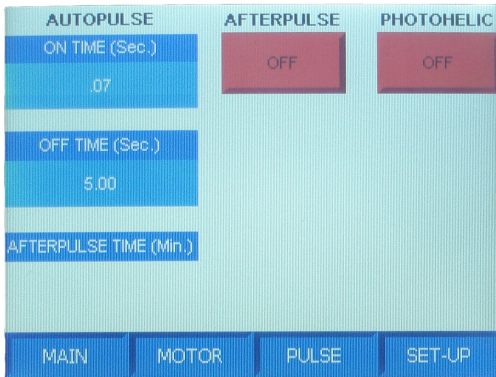 AUTOPULSE AFTERPULSE PHOTOHELIC
ON TIME (Sec.)
.07
OFF OFF
OFF TIME (Sec.)
5.00
AFTERPULSE TIME (Min.)
MAIN MOTOR PULSE SET-UP